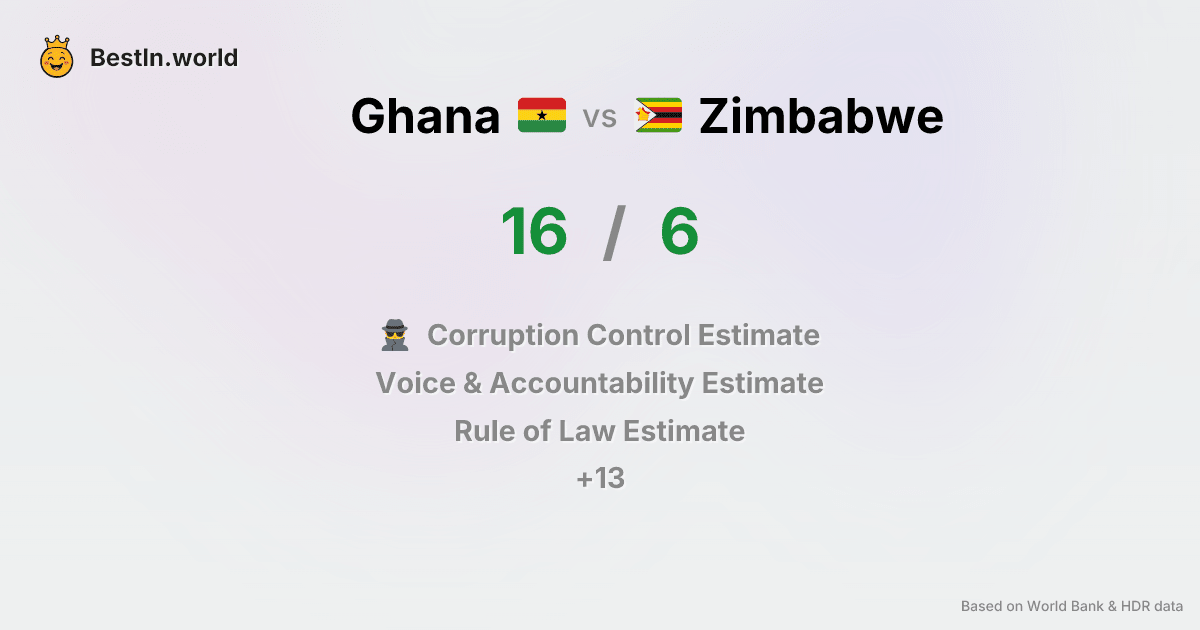 BestIn.world
Ghana vs Zimbabwe
16 / 6
Corruption Control Estimate
Voice & Accountability Estimate
Rule of Law Estimate
+13
Based on World Bank & HDR data